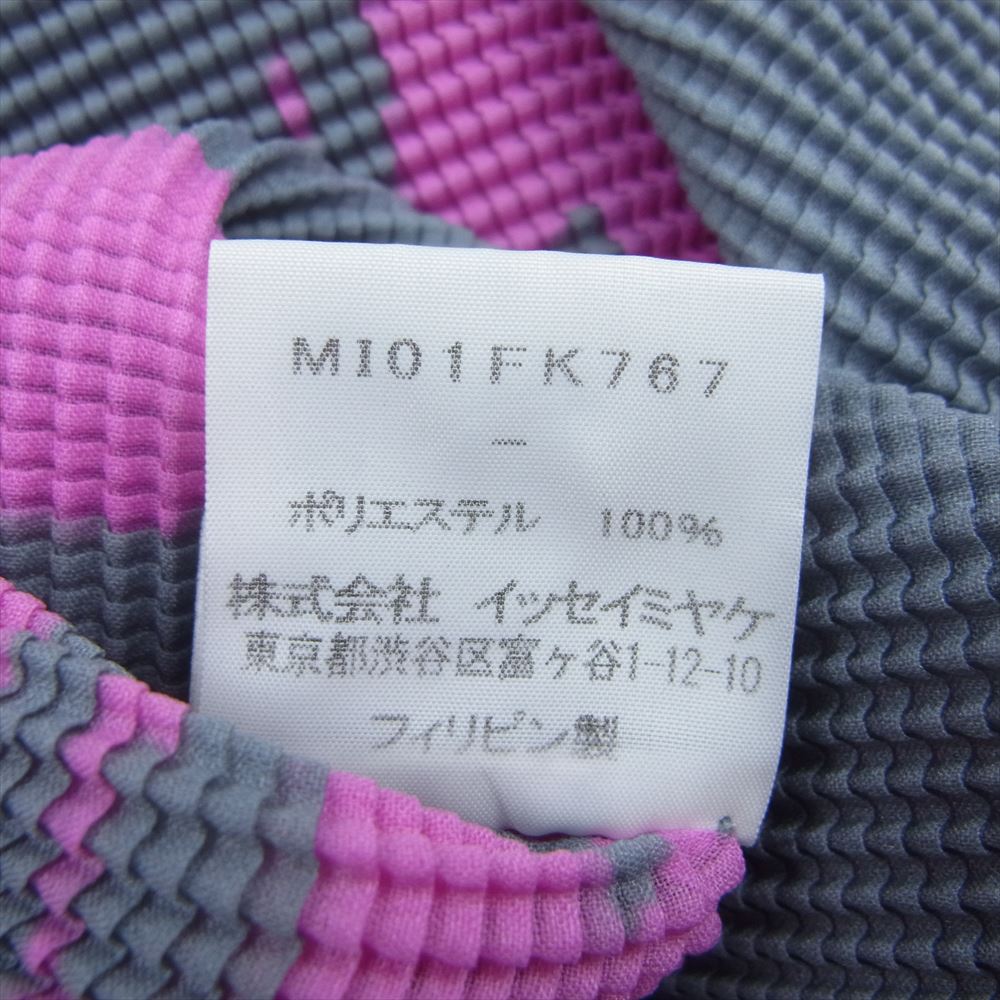 MI01FK767
—
ポリエステル 100%
株式会社 イッセイミヤケ
東京都渋谷区富ヶ谷1-12-10
フィリピン製